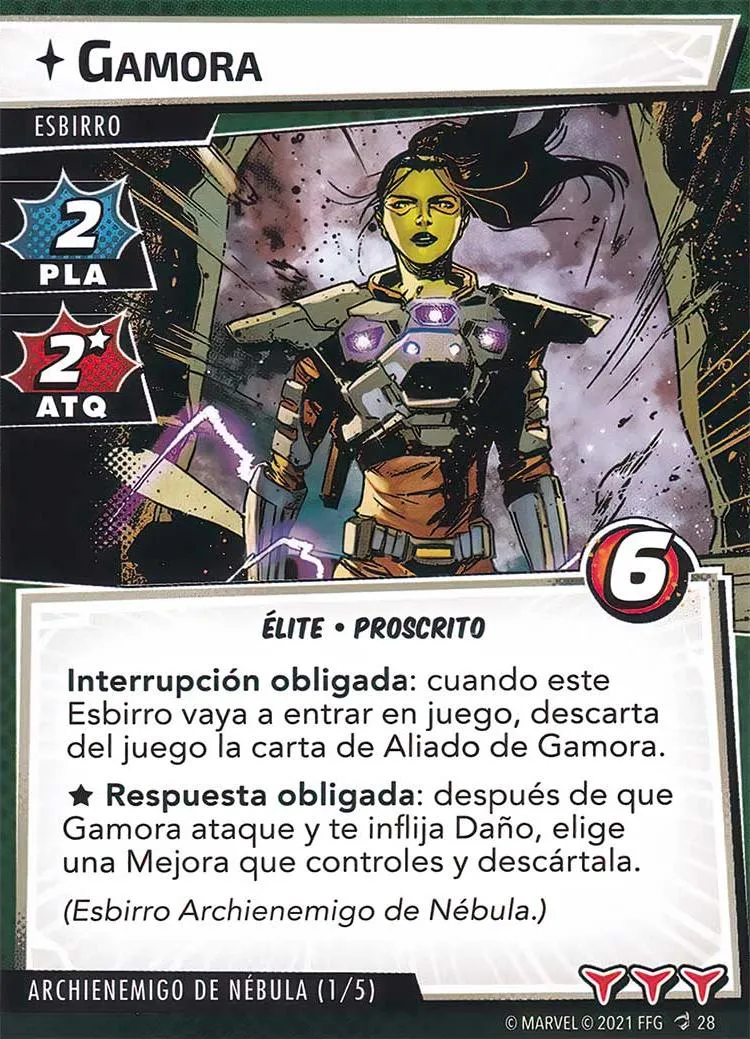 GAMORA
ESBIRRO
2
PLA
2★
ATQ
6
ÉLITE • PROSCRITO
Interrupción obligada: cuando este
Esbirro vaya a entrar en juego, descarta
del juego la carta de Aliado de Gamora.
★ Respuesta obligada: después de que
Gamora ataque y te inflija Daño, elige
una Mejora que controles y descártala.
(Esbirro Archienemigo de Nébula.)
ARCHIENEMIGO DE NÉBULA (1/5)
© MARVEL © 2021 FFG 28